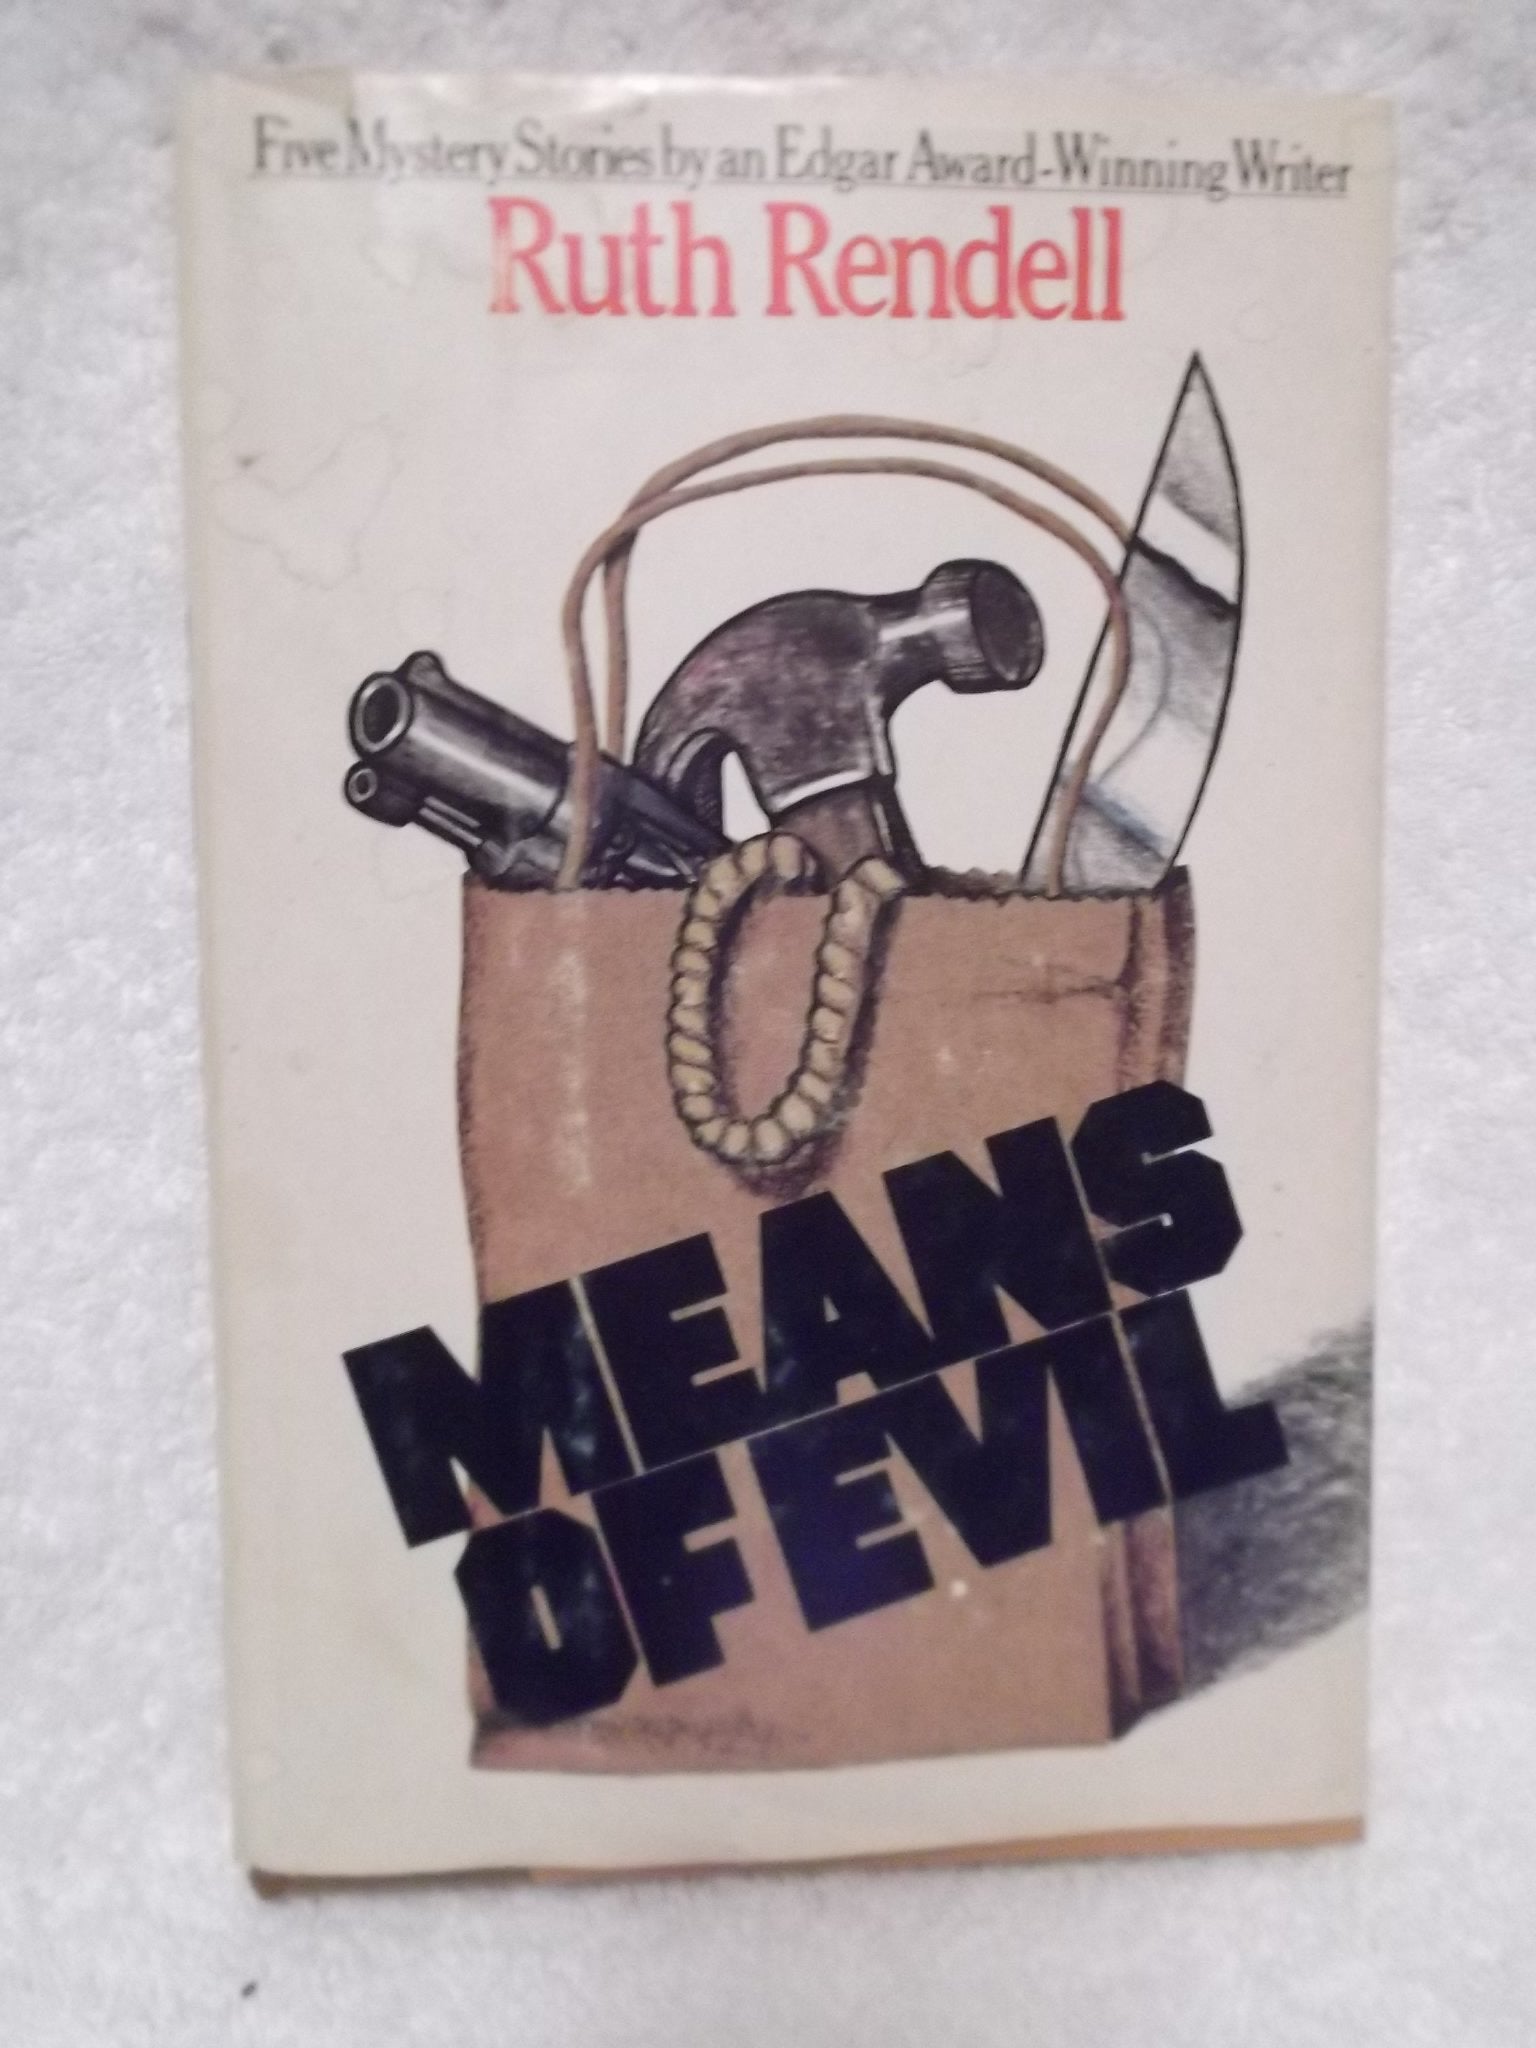 Five Mystery Stories by an Edgar Award-Winning Writer
Ruth Rendell
MEANS
OF EVIL